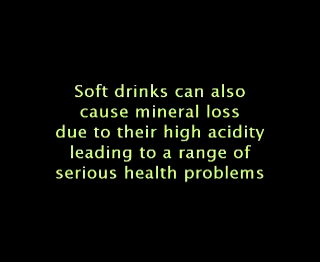 Soft drinks can also
cause mineral loss
due to their high acidity
leading to a range of
serious health problems